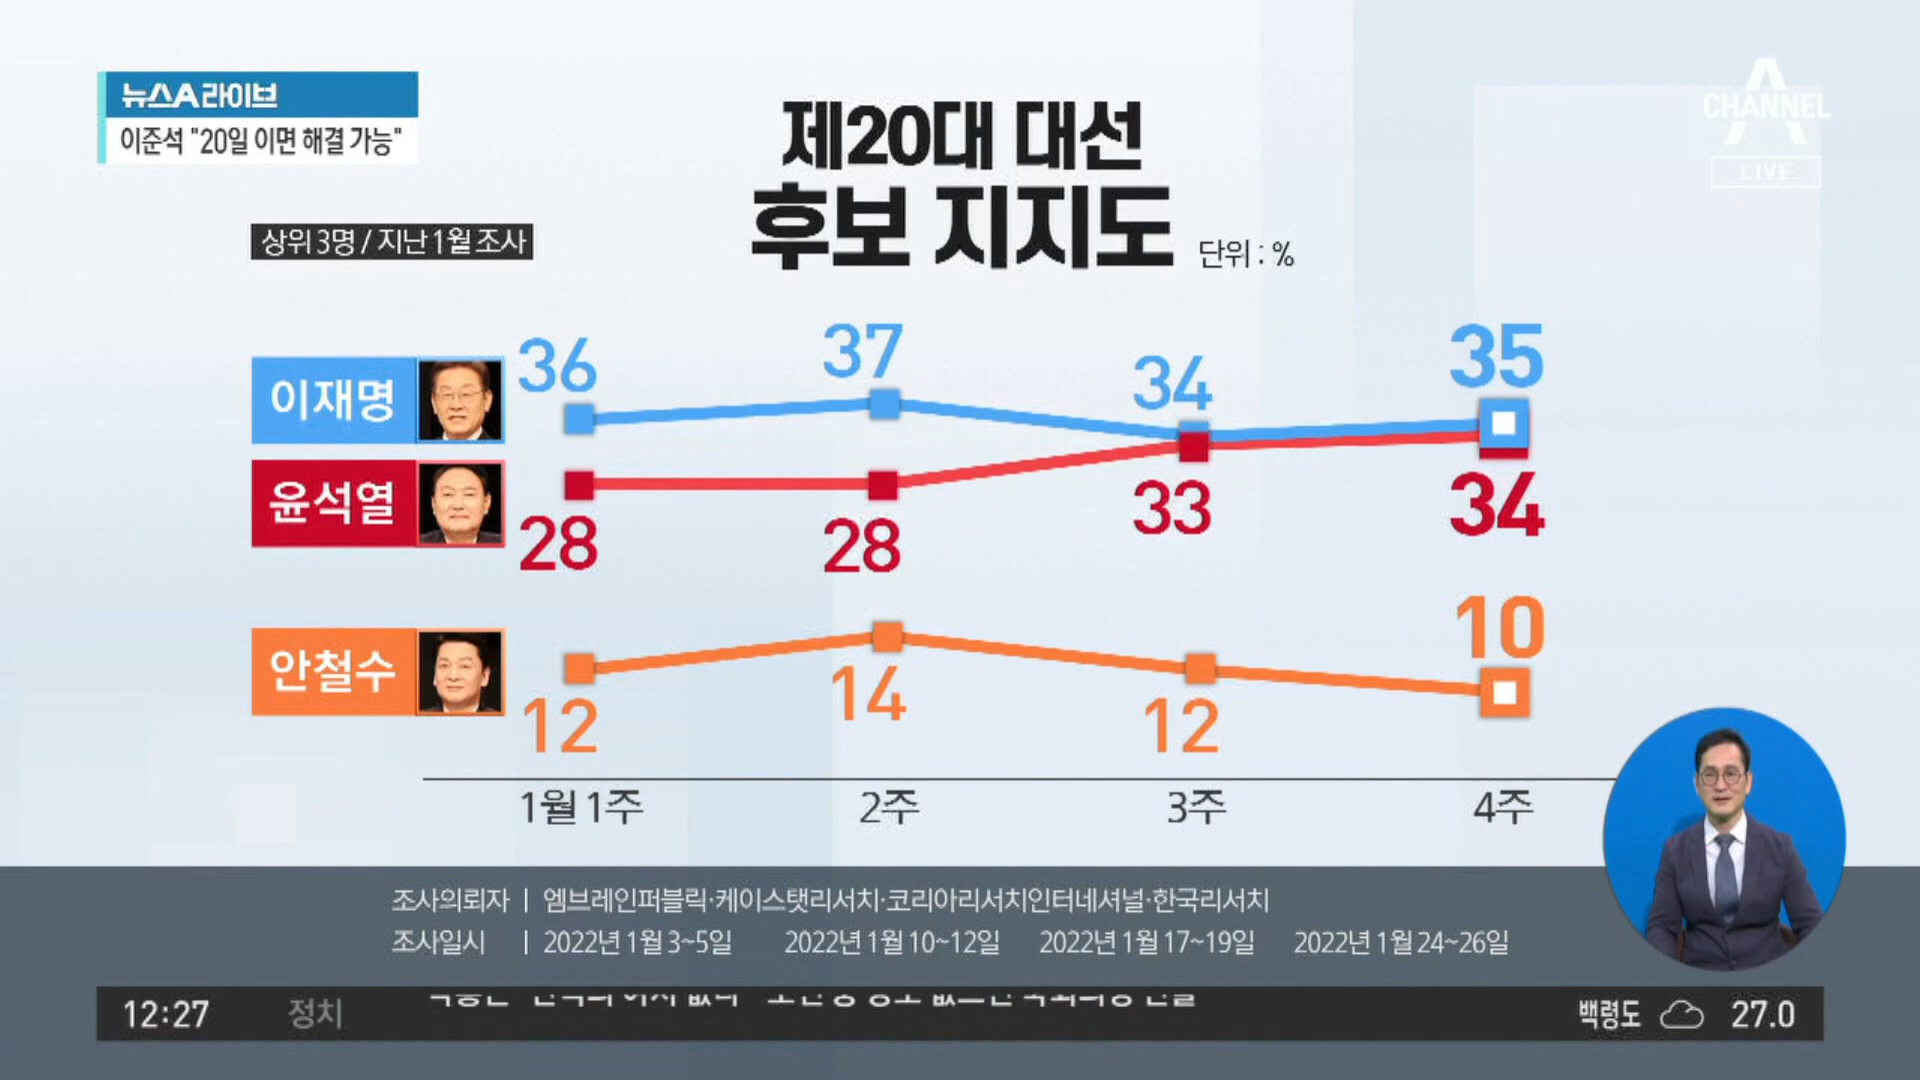 뉴스A 라이브
이준석 "20일 이면 해결 가능"
CHANNEL A
LIVE
제20대 대선
후보 지지도 단위 : %
상위 3명 / 지난 1월 조사
이재명 36 37 34 35
윤석열 28 28 33 34
안철수 12 14 12 10
1월 1주 2주 3주 4주
조사의뢰자 | 엠브레인퍼블릭·케이스탯리서치·코리아리서치인터네셔널·한국리서치
조사일시 | 2022년 1월 3~5일 2022년 1월 10~12일 2022년 1월 17~19일 2022년 1월 24~26일
12:27 정치 백령도 27.0